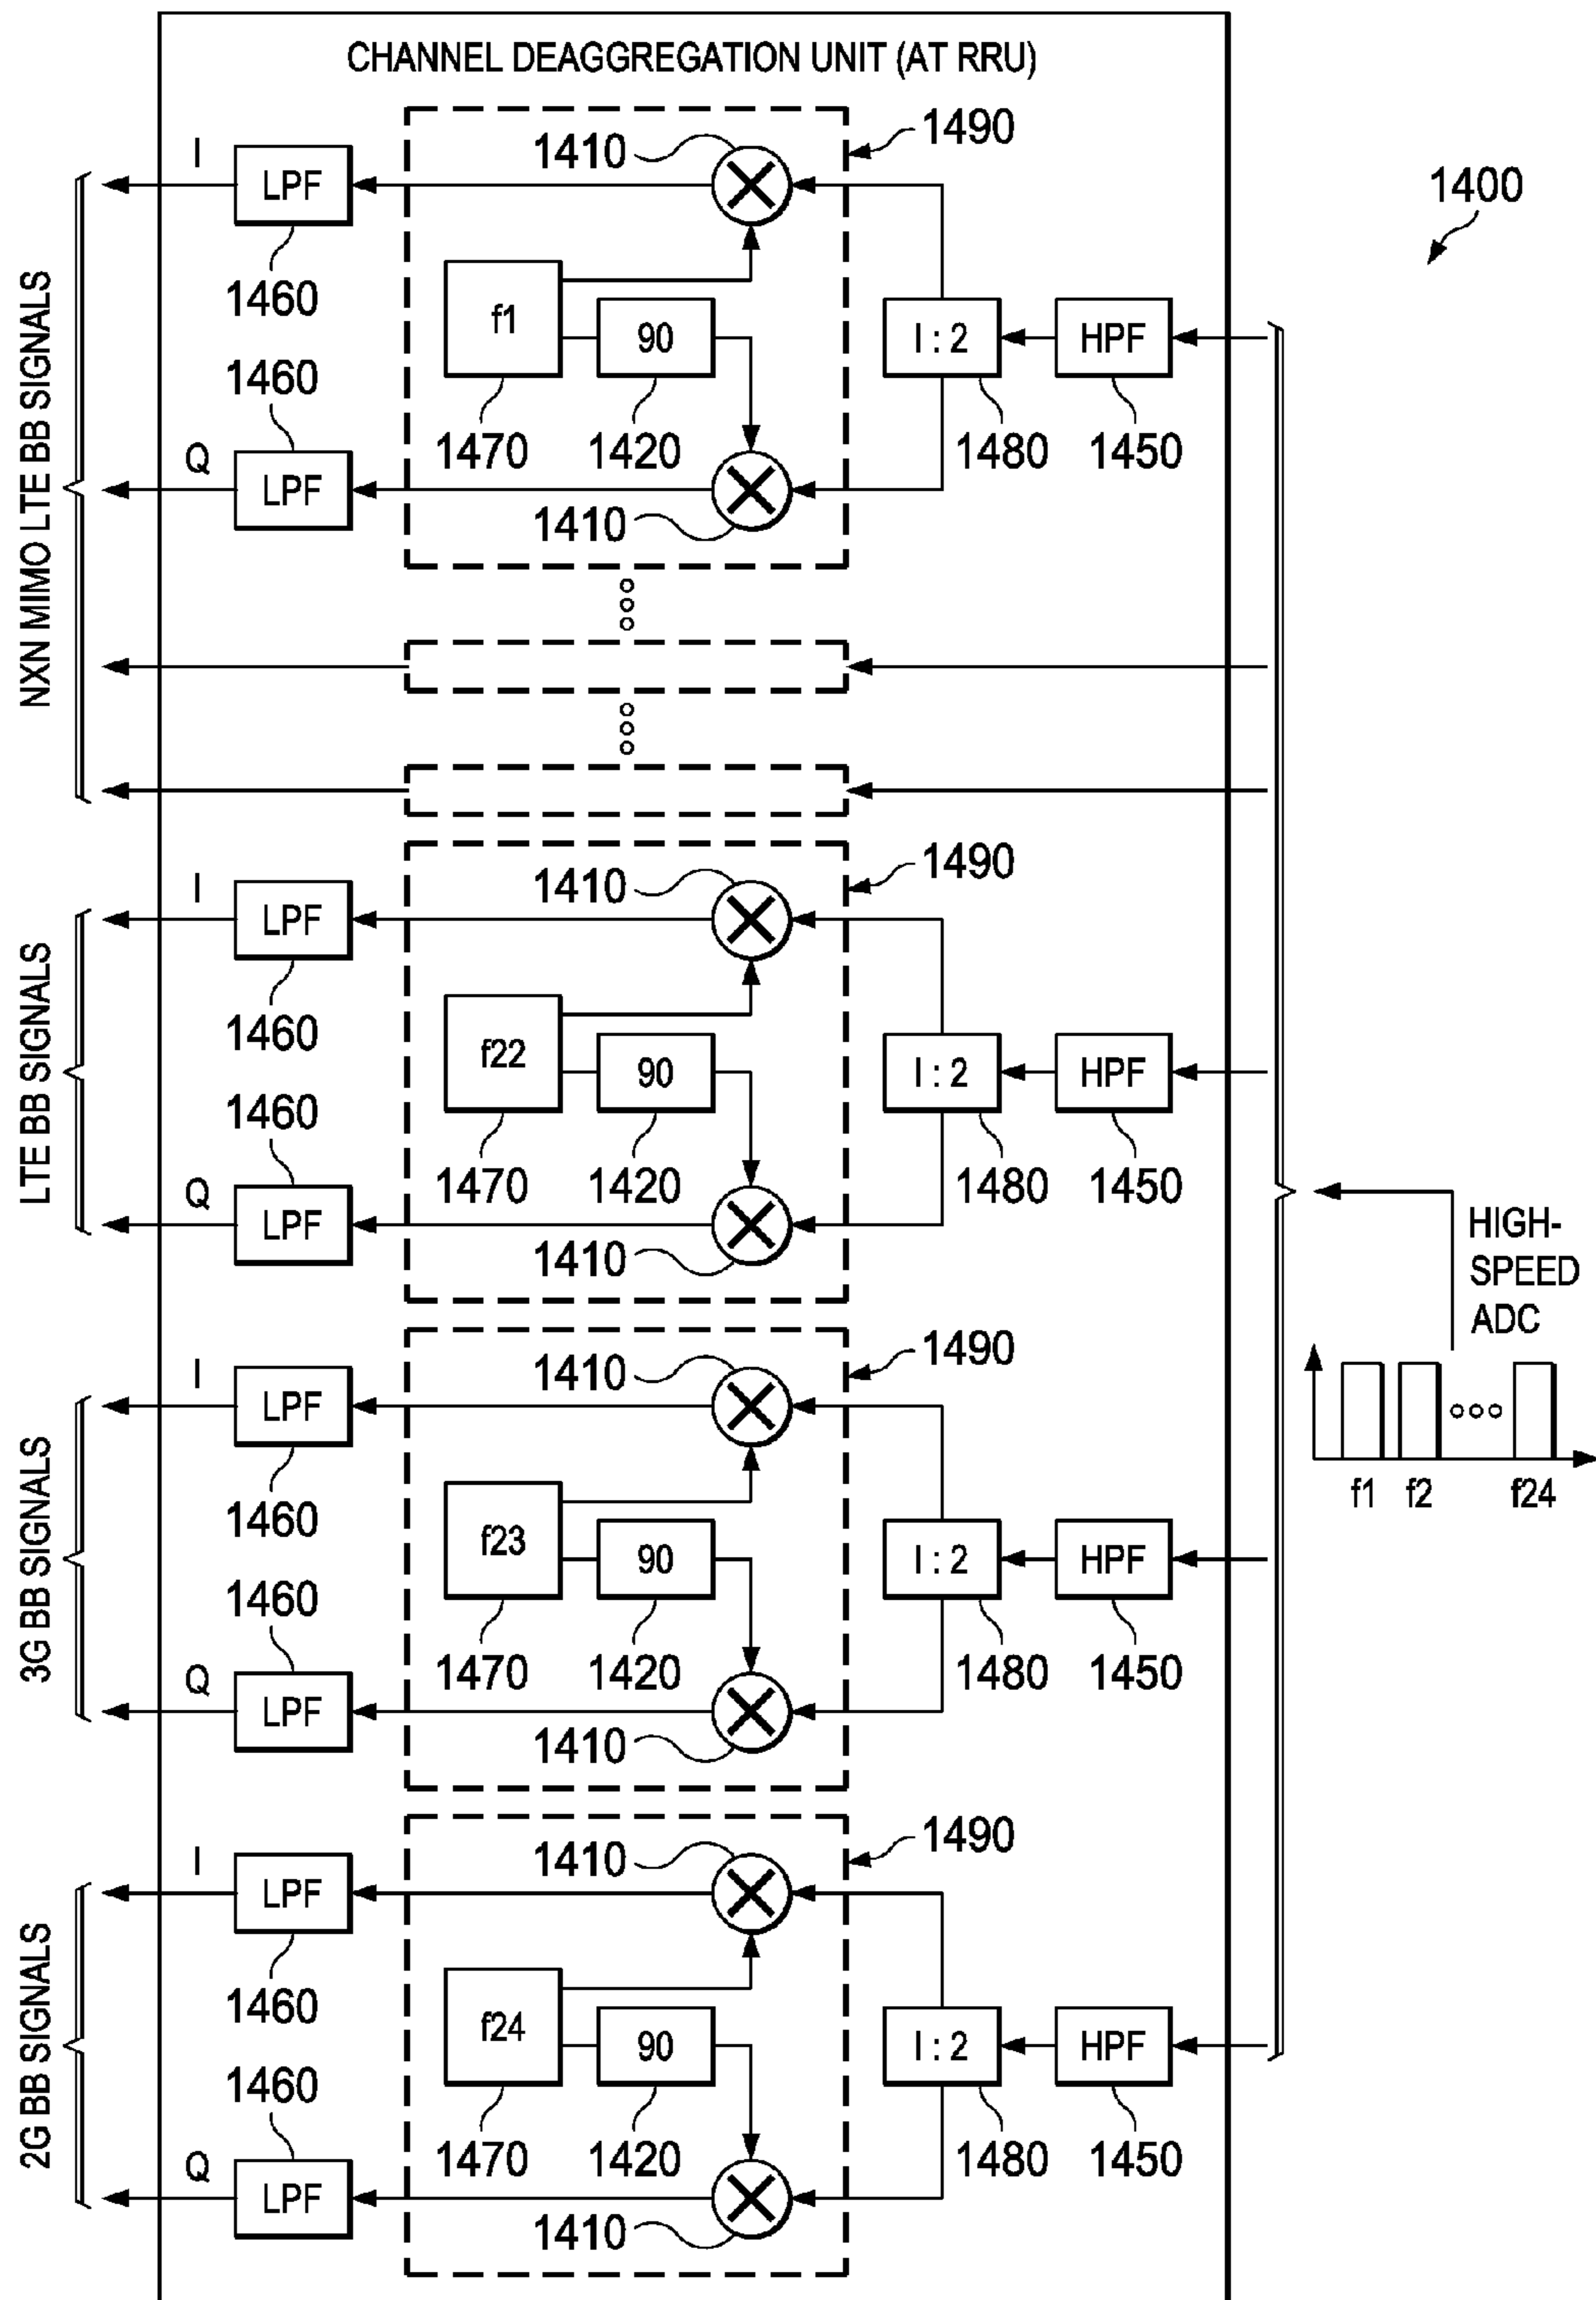 CHANNEL DEAGGREGATION UNIT (AT RRU)
1400
NXN MIMO LTE BB SIGNALS
I
LPF
1460
1410
1490
f1
90
I : 2
HPF
1460
1470
1420
1480
1450
Q
LPF
1410
LTE BB SIGNALS
I
LPF
1460
1410
1490
f22
90
I : 2
HPF
1460
1470
1420
1480
1450
Q
LPF
1410
HIGH-
SPEED
ADC
f1
f2
f24
3G BB SIGNALS
I
LPF
1460
1410
1490
f23
90
I : 2
HPF
1460
1470
1420
1480
1450
Q
LPF
1410
2G BB SIGNALS
I
LPF
1460
1410
1490
f24
90
I : 2
HPF
1460
1470
1420
1480
1450
Q
LPF
1410